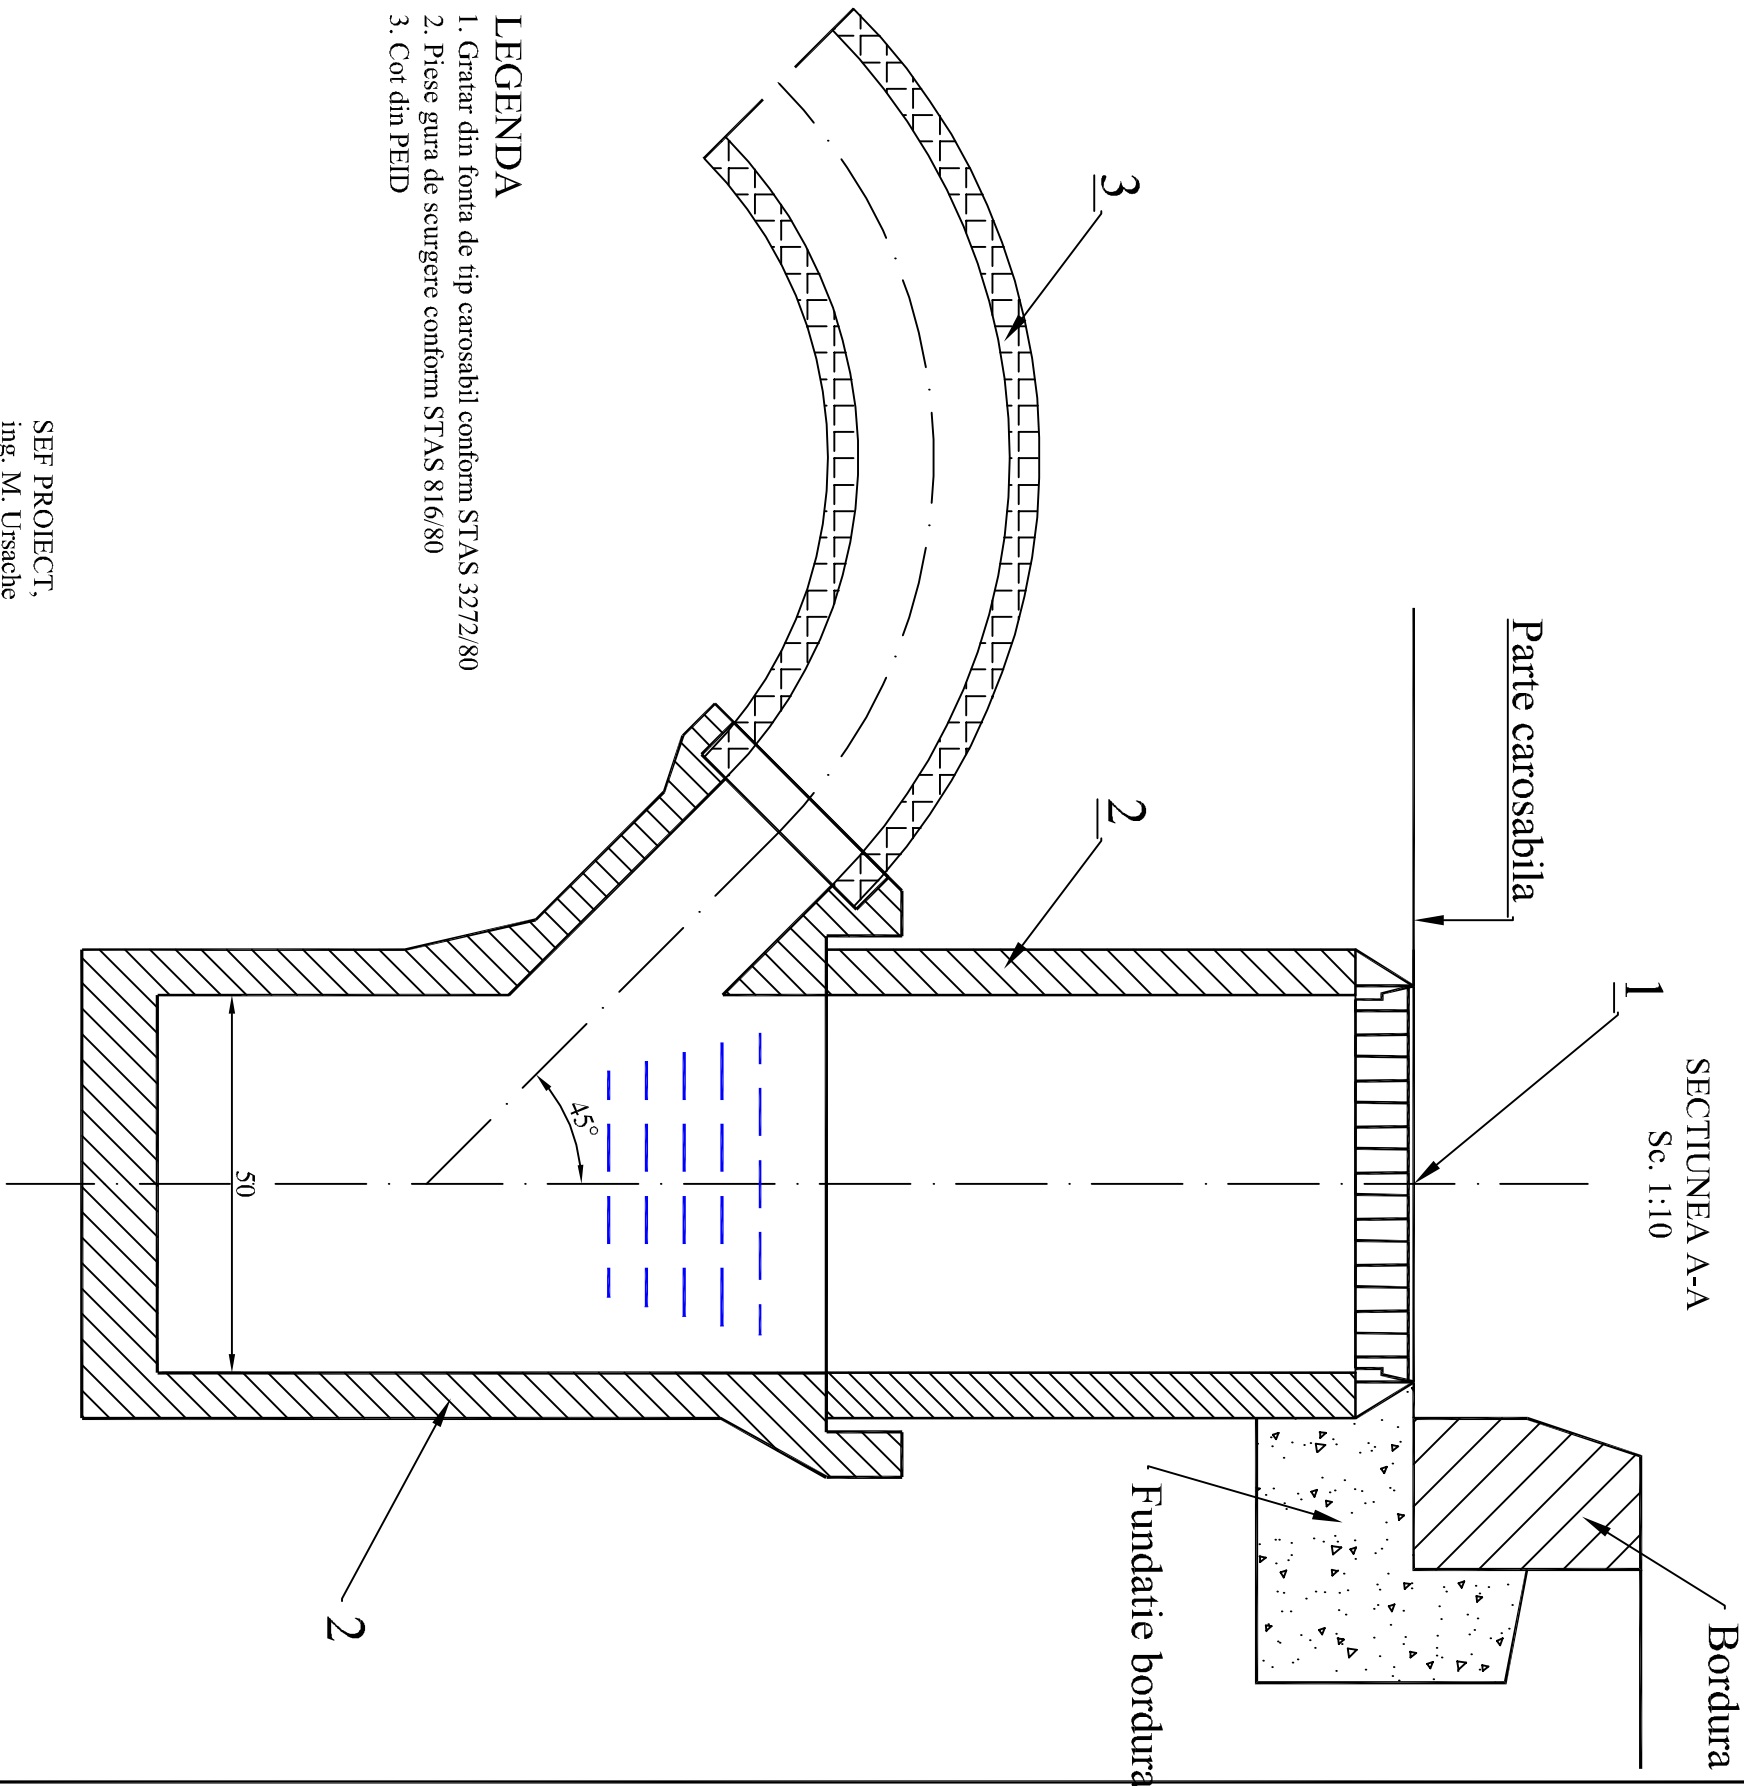 SECTIUNEA A-A
Sc. 1:10
Bordura
1
Parte carosabila
Fundatie bordura
3
2
45°
50
2
LEGENDA
1. Gratar din fonta de tip carosabil conform STAS 3272/80
2. Piese gura de scurgere conform STAS 816/80
3. Cot din PEID
SEF PROIECT,
ing. M. Ursache